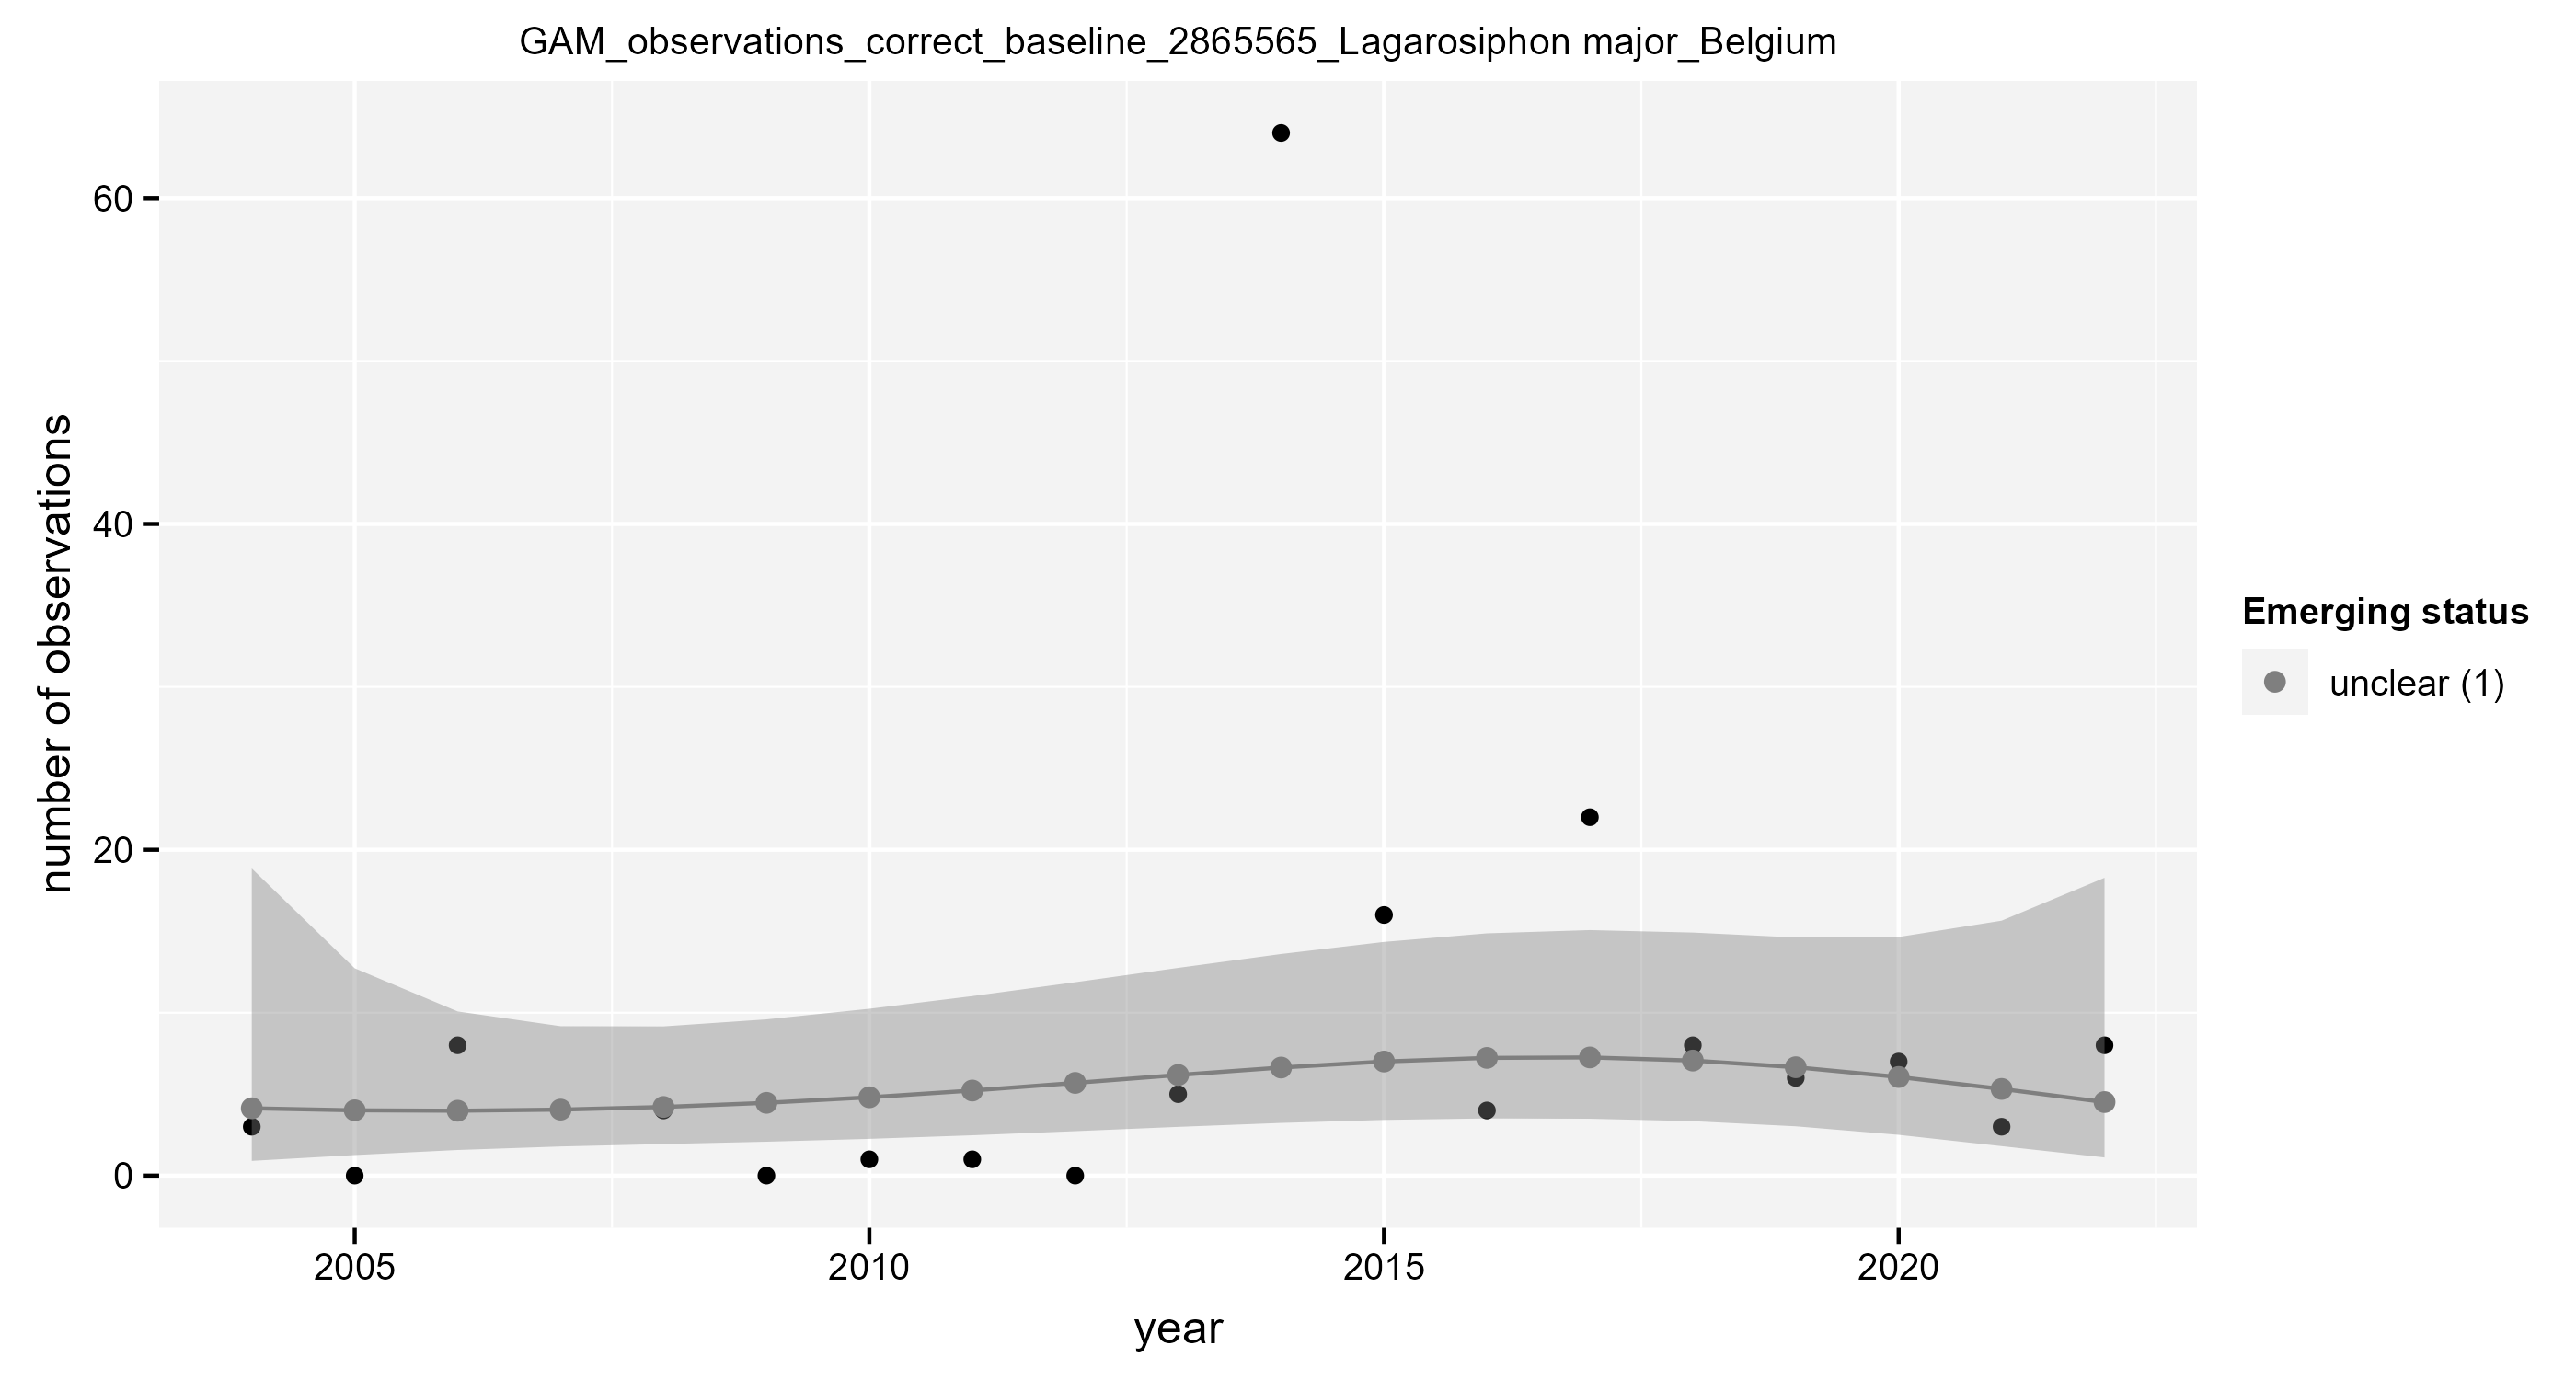 GAM_observations_correct_baseline_2865565_Lagarosiphon major_Belgium
number of observations
60
40
20
0
2005 2010 2015 2020
year
Emerging status
unclear (1)